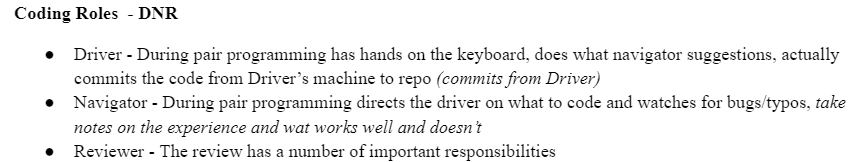 Coding Roles - DNR
● Driver - During pair programming has hands on the keyboard, does what navigator suggestions, actually
commits the code from Driver's machine to repo (commits from Driver)
● Navigator - During pair programming directs the driver on what to code and watches for bugs/typos, take
notes on the experience and wat works well and doesn't
● Reviewer - The review has a number of important responsibilities